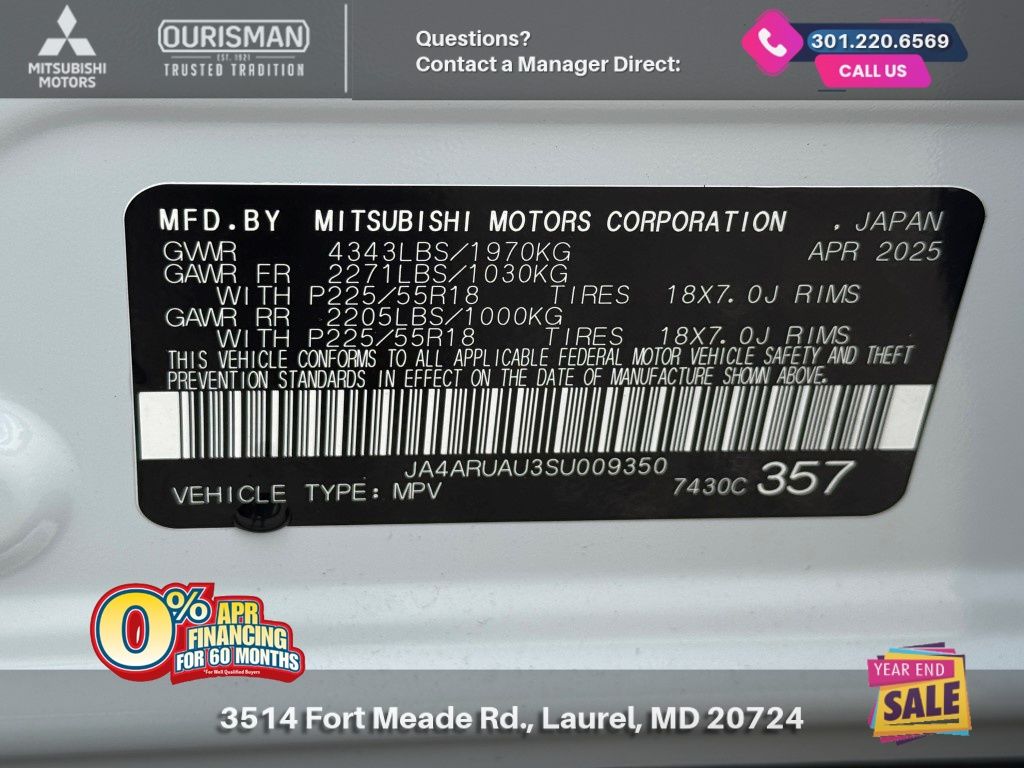 MITSUBISHI
MOTORS
OURISMAN
EST. 1921
TRUSTED TRADITION
Questions?
Contact a Manager Direct:
301.220.6569
CALL US
MFD.BY MITSUBISHI MOTORS CORPORATION . JAPAN
GVWR 4343LBS/1970KG APR 2025
GAWR FR 2271LBS/1030KG
WITH P225/55R18 TIRES 18X7.0J RIMS
GAWR RR 2205LBS/1000KG
WITH P225/55R18 TIRES 18X7.0J RIMS
THIS VEHICLE CONFORMS TO ALL APPLICABLE FEDERAL MOTOR VEHICLE SAFETY AND THEFT
PREVENTION STANDARDS IN EFFECT ON THE DATE OF MANUFACTURE SHOWN ABOVE.
JA4ARUAU3SU009350
VEHICLE TYPE: MPV 7430C 357
0% APR
FINANCING
FOR 60 MONTHS
*For Well Qualified Buyers
YEAR END
SALE
3514 Fort Meade Rd., Laurel, MD 20724